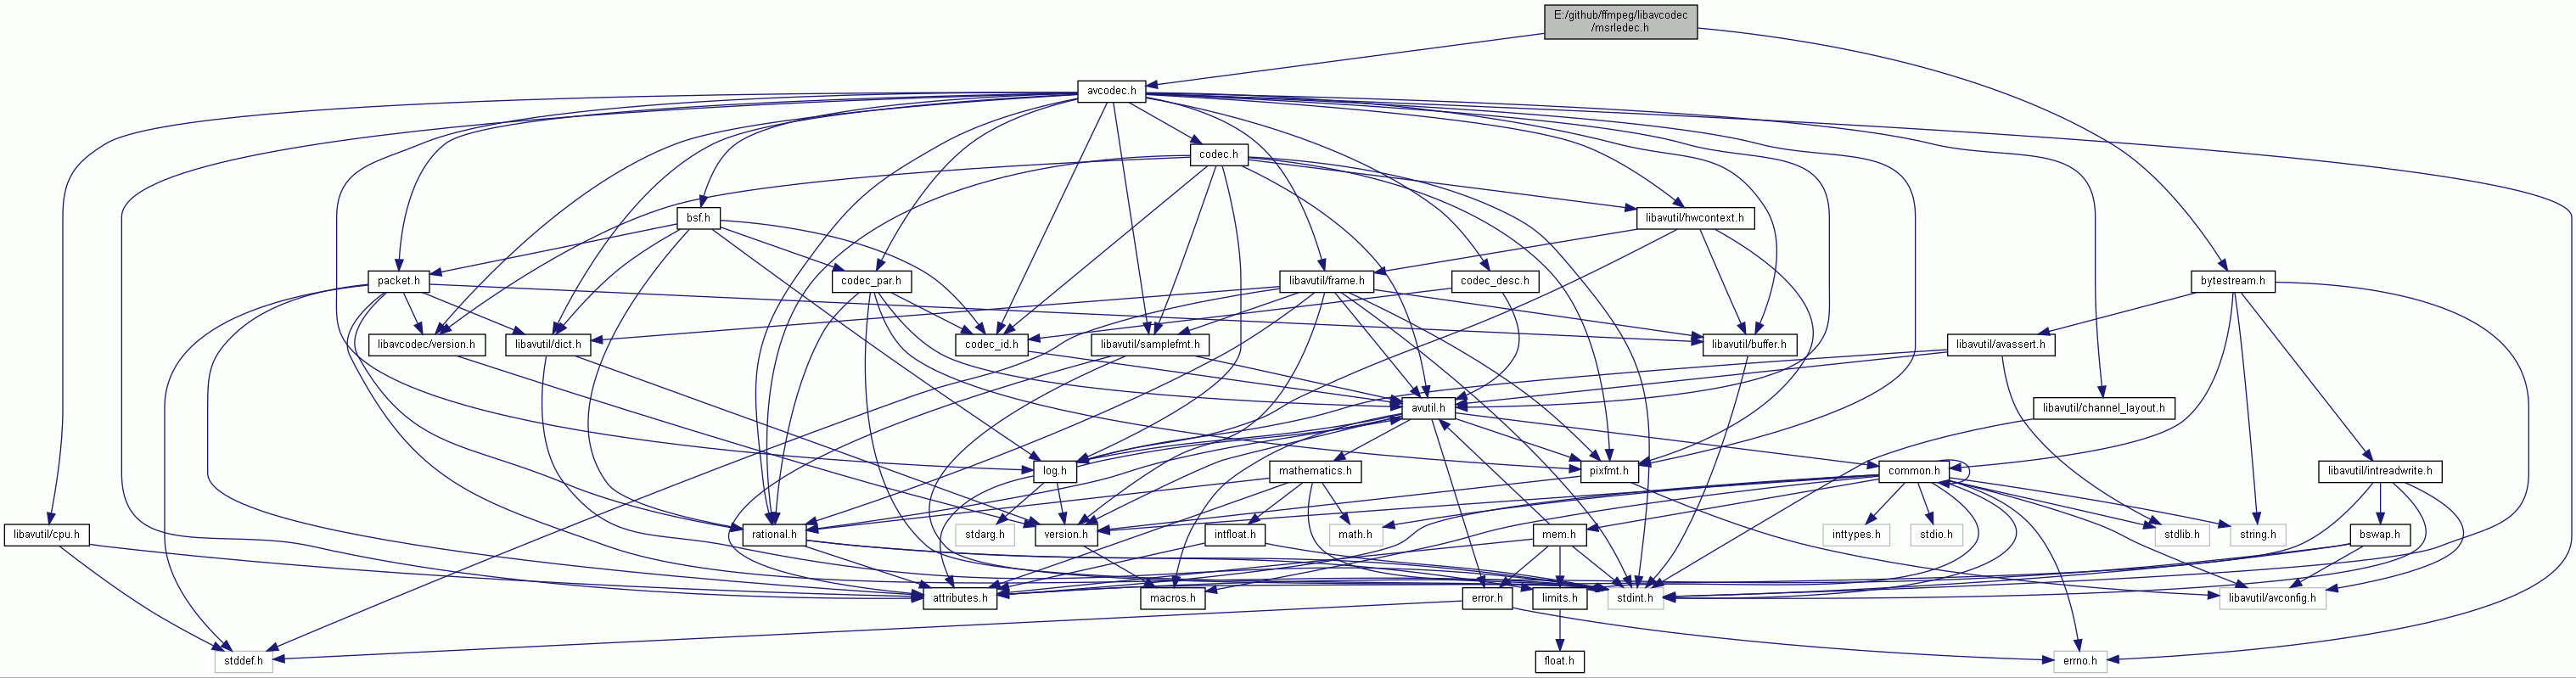 E:/github/ffmpeg/libavcodec
/msrledec.h
avcodec.h
codec.h
bsf.h
libavutil/hwcontext.h
packet.h
codec_par.h
libavutil/frame.h
codec_desc.h
bytestream.h
libavcodec/version.h
libavutil/dict.h
codec_id.h
libavutil/samplefmt.h
libavutil/buffer.h
libavutil/avassert.h
avutil.h
libavutil/channel_layout.h
log.h
mathematics.h
pixfmt.h
common.h
libavutil/intreadwrite.h
libavutil/cpu.h
rational.h
stdarg.h
version.h
intfloat.h
math.h
mem.h
inttypes.h
stdio.h
stdlib.h
string.h
bswap.h
attributes.h
macros.h
error.h
limits.h
stdint.h
libavutil/avconfig.h
stddef.h
float.h
errno.h